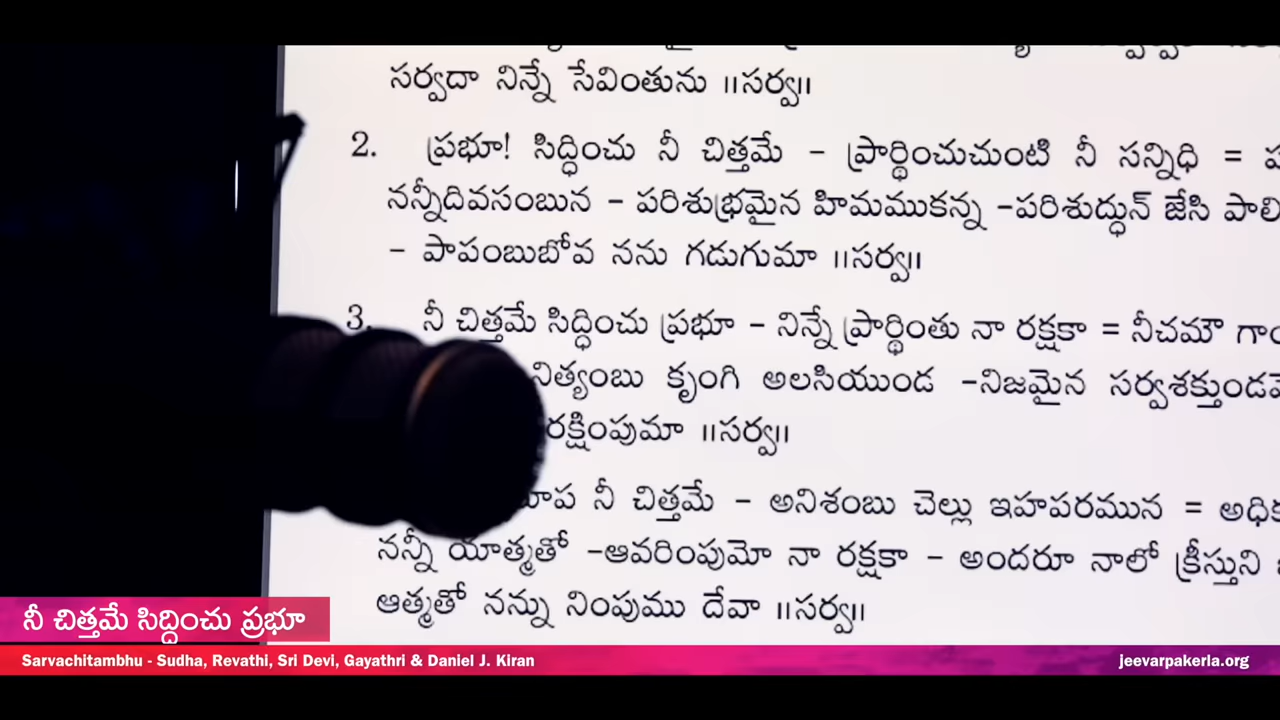 సర్వదా నిన్నే సేవింతును ॥సర్వ॥
2. ప్రభూ! సిద్ధించు నీ చిత్తమే – ప్రార్థించుచుంటి నీ సన్నిధి =
నన్నీదివసంబున – పరిశుభ్రమైన హిమముకన్న –పరిశుద్ధున్ జేసి
– పాపంబుబోవ నను గడుగుమా ॥సర్వ॥
3. నీ చిత్తమే సిద్ధించు ప్రభూ – నిన్నే ప్రార్థింతు నా రక్షకా = నీచమౌ
నిత్యంబు కృంగి అలసియుండ –నిజమైన
రక్షింపుమా ॥సర్వ॥
నీ చిత్తమే – అనిశంబు చెల్లు ఇహపరమున =
నన్నీ యాత్మతో –ఆవరింపుమో నా రక్షకా – అందరూ నాలో క్రీస్తుని
ఆత్మతో నన్ను నింపుము దేవా ॥సర్వ॥
నీ చిత్తమే సిద్దించు ప్రభూ
Sarvachitambhu - Sudha, Revathi, Sri Devi, Gayathri & Daniel J. Kiran
jeevarpakerla.org